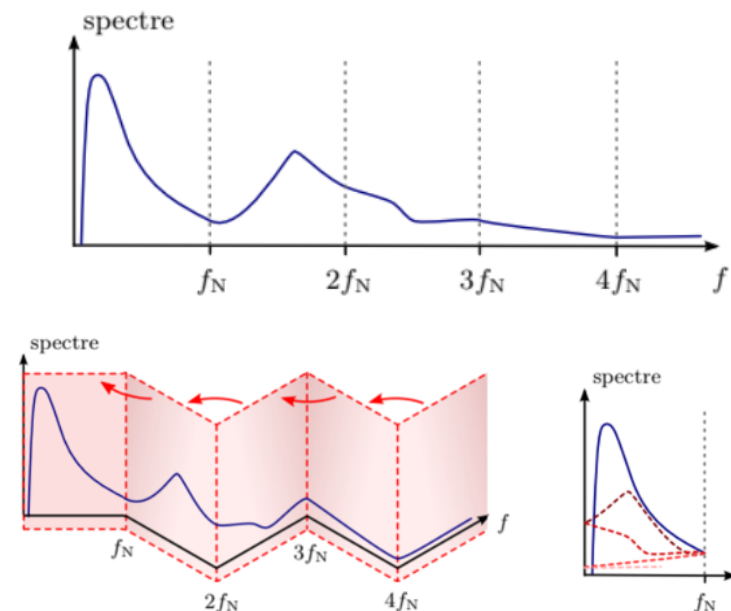 spectre
f_N 2f_N 3f_N 4f_N f
spectre
f
f_N
3f_N
2f_N
4f_N
spectre
f_N